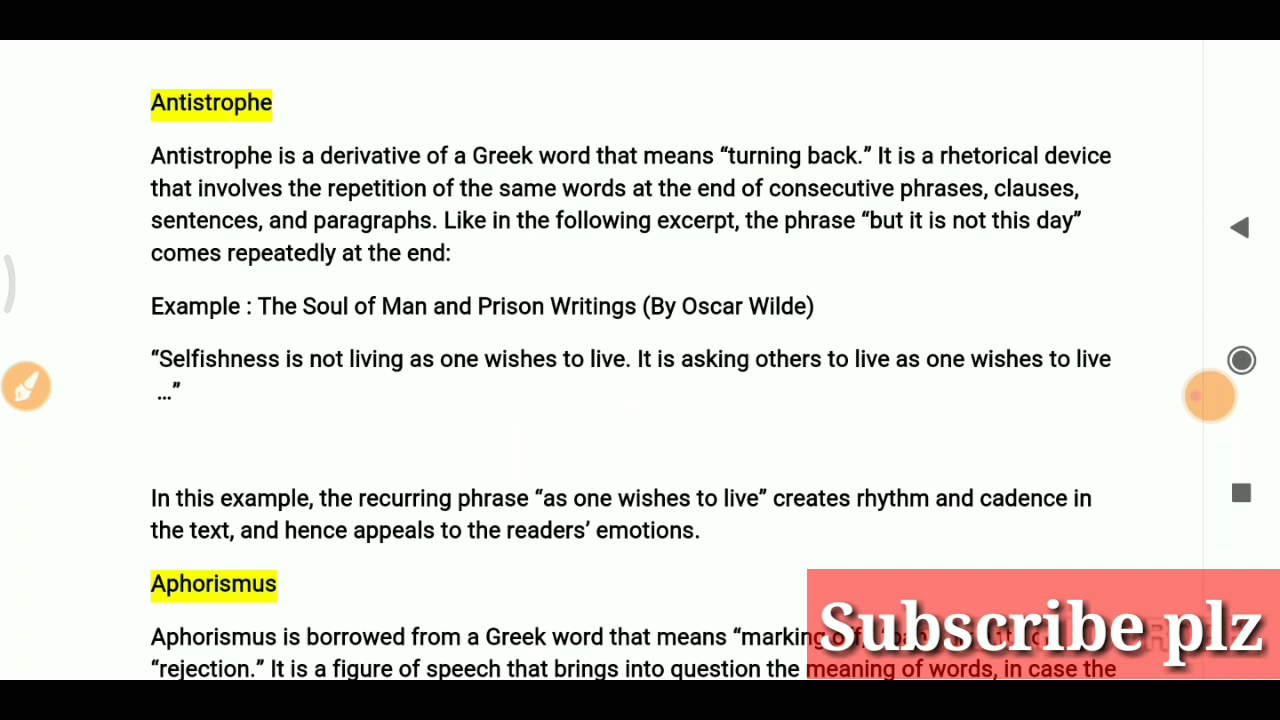 Antistrophe
Antistrophe is a derivative of a Greek word that means “turning back.” It is a rhetorical device
that involves the repetition of the same words at the end of consecutive phrases, clauses,
sentences, and paragraphs. Like in the following excerpt, the phrase “but it is not this day”
comes repeatedly at the end:
Example : The Soul of Man and Prison Writings (By Oscar Wilde)
“Selfishness is not living as one wishes to live. It is asking others to live as one wishes to live
…”
In this example, the recurring phrase “as one wishes to live” creates rhythm and cadence in
the text, and hence appeals to the readers’ emotions.
Aphorismus
Aphorismus is borrowed from a Greek word that means “marking off,”
“rejection.” It is a figure of speech that brings into question the meaning of words, in case the
Subscribe plz